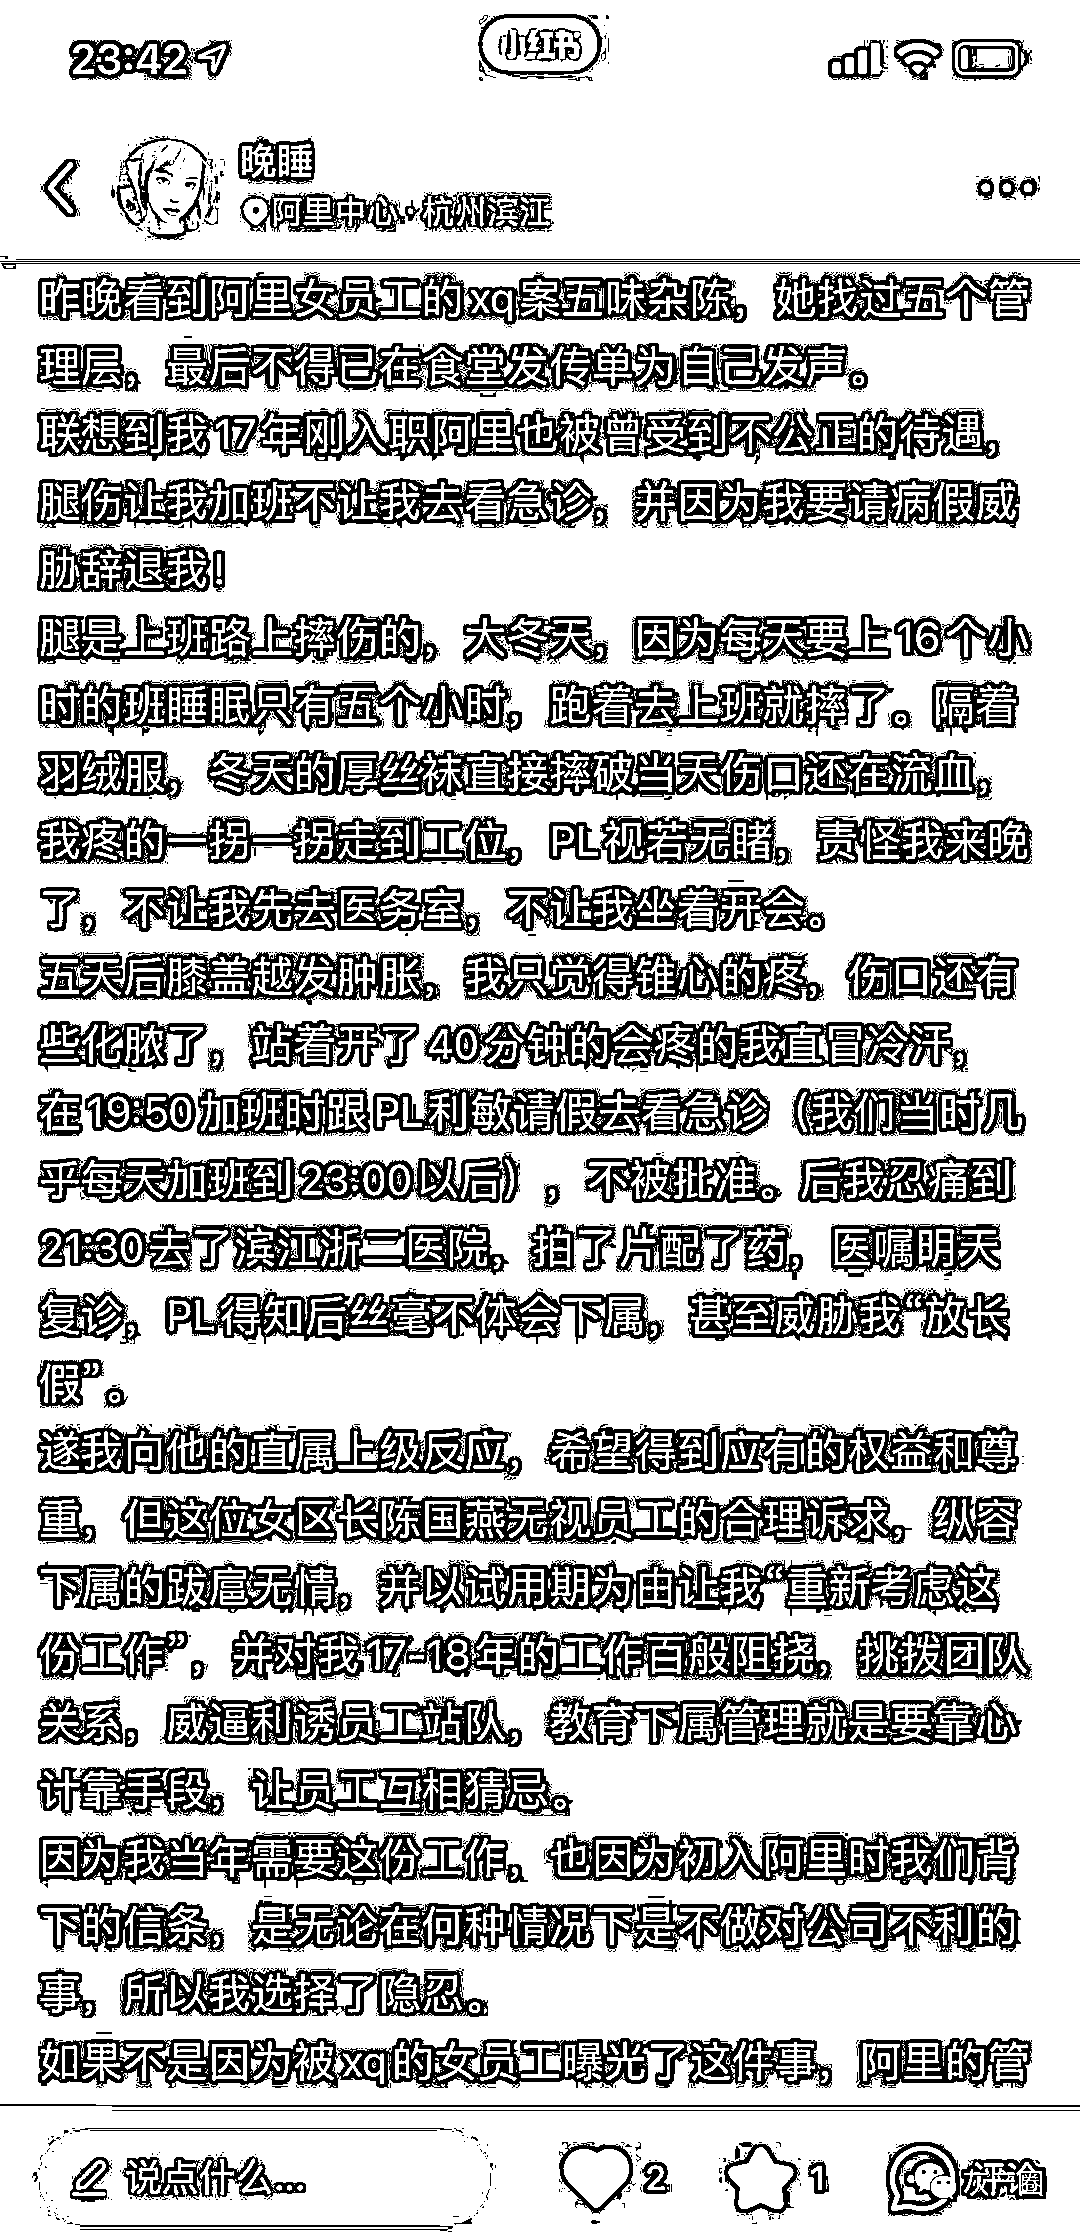 23:42
小红书
晚睡
阿里中心·杭州滨江
昨晚看到阿里女员工的xq案五味杂陈，她找过五个管
理层，最后不得已在食堂发传单为自己发声。
联想到我17年刚入职阿里也被曾受到不公正的待遇，
腿伤让我加班不让我去看急诊，并因为我要请病假威
胁辞退我！
腿是上班路上摔伤的，大冬天，因为每天要上16个小
时的班睡眠只有五个小时，跑着去上班就摔了。隔着
羽绒服，冬天的厚丝袜直接摔破当天伤口还在流血，
我疼的一拐一拐走到工位，PL视若无睹，责怪我来晚
了，不让我先去医务室，不让我坐着开会。
五天后膝盖越发肿胀，我只觉得锥心的疼，伤口还有
些化脓了，站着开了40分钟的会疼的我直冒冷汗，
在19:50加班时跟PL利敏请假去看急诊（我们当时几
乎每天加班到23:00以后），不被批准。后我忍痛到
21:30去了滨江浙二医院，拍了片配了药，医嘱明天
复诊，PL得知后丝毫不体会下属，甚至威胁我“放长
假”。
遂我向他的直属上级反应，希望得到应有的权益和尊
重，但这位女区长陈国燕无视员工的合理诉求，纵容
下属的跋扈无情，并以试用期为由让我“重新考虑这
份工作”，并对我17-18年的工作百般阻挠，挑拨团队
关系，威逼利诱员工站队，教育下属管理就是要靠心
计靠手段，让员工互相猜忌。
因为我当年需要这份工作，也因为初入阿里时我们背
下的信条，是无论在何种情况下是不做对公司不利的
事，所以我选择了隐忍。
如果不是因为被xq的女员工曝光了这件事，阿里的管
说点什么...
2
1